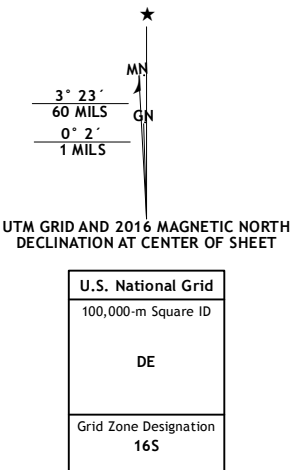 ★
MN
3° 23´
60 MILS
GN
0° 2´
1 MILS
UTM GRID AND 2016 MAGNETIC NORTH
DECLINATION AT CENTER OF SHEET
U.S. National Grid
100,000-m Square ID
DE
Grid Zone Designation
16S